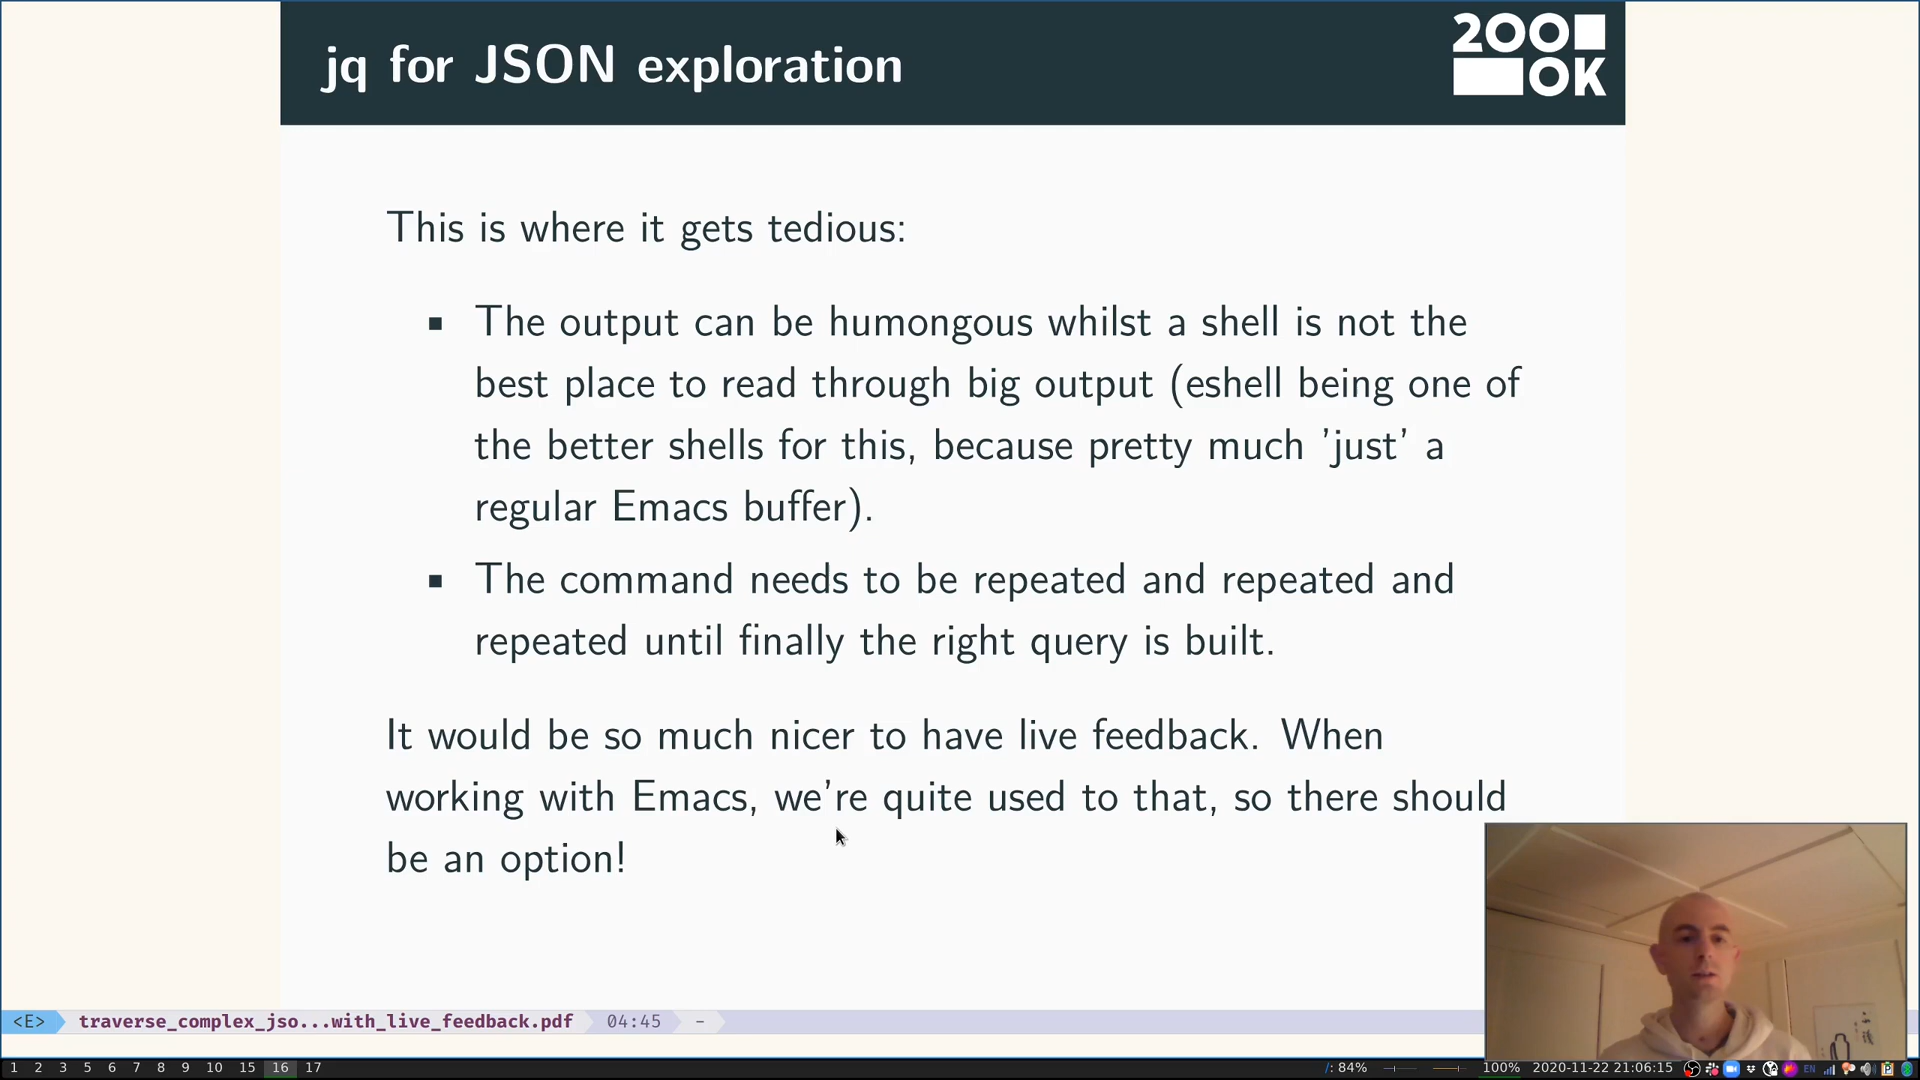 jq for JSON exploration
200
OK
This is where it gets tedious:
The output can be humongous whilst a shell is not the
best place to read through big output (eshell being one of
the better shells for this, because pretty much ’just’ a
regular Emacs buffer).
The command needs to be repeated and repeated and
repeated until finally the right query is built.
It would be so much nicer to have live feedback. When
working with Emacs, we’re quite used to that, so there should
be an option!
<E> traverse_complex_jso...with_live_feedback.pdf 04:45 –
1 2 3 5 6 7 8 9 10 15 16 17 /: 84% 100% 2020-11-22 21:06:15 EN